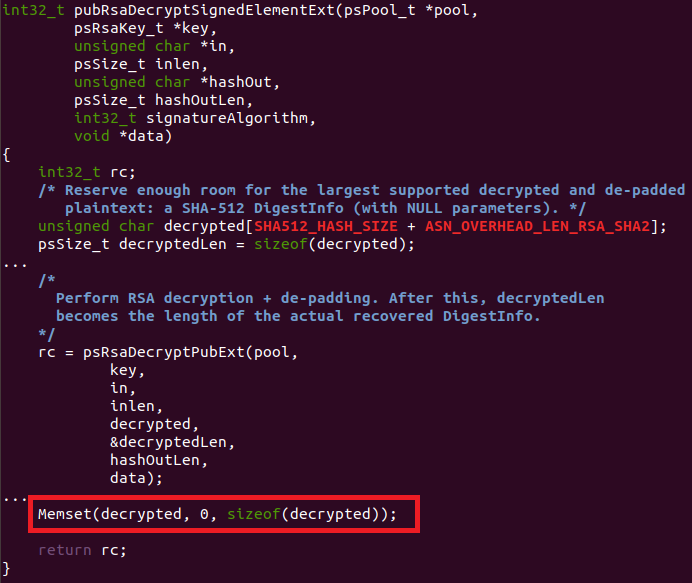 int32_t pubRsaDecryptSignedElementExt(psPool_t *pool,
        psRsaKey_t *key,
        unsigned char *in,
        psSize_t inlen,
        unsigned char *hashOut,
        psSize_t hashOutLen,
        int32_t signatureAlgorithm,
        void *data)
{
    int32_t rc;
    /* Reserve enough room for the largest supported decrypted and de-padded
       plaintext: a SHA-512 DigestInfo (with NULL parameters). */
    unsigned char decrypted[SHA512_HASH_SIZE + ASN_OVERHEAD_LEN_RSA_SHA2];
    psSize_t decryptedLen = sizeof(decrypted);
...
    /*
      Perform RSA decryption + de-padding. After this, decryptedLen
      becomes the length of the actual recovered DigestInfo.
    */
    rc = psRsaDecryptPubExt(pool,
            key,
            in,
            inlen,
            decrypted,
            &decryptedLen,
            hashOutLen,
            data);
...
    Memset(decrypted, 0, sizeof(decrypted));
    return rc;
}